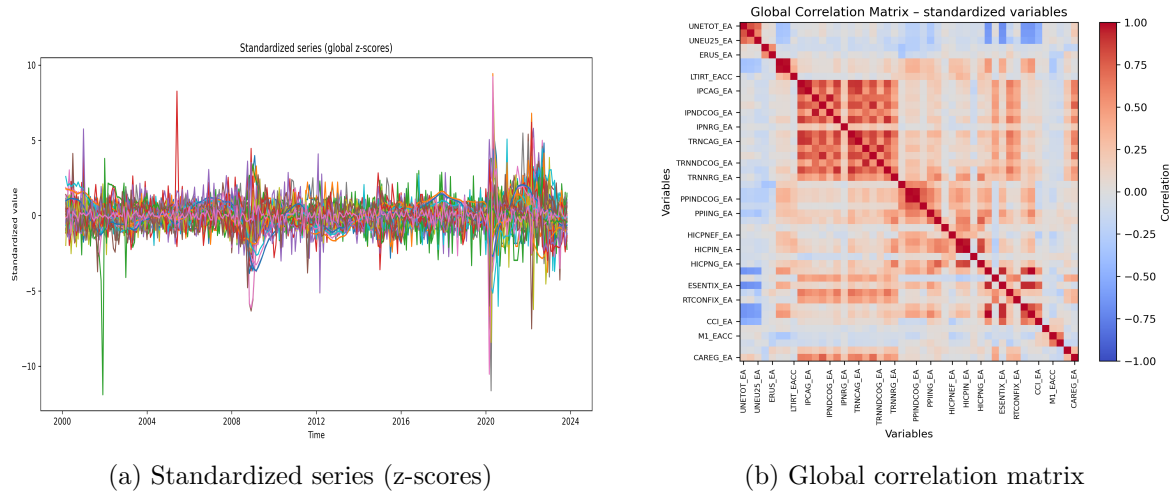 Standardized series (global z-scores)
Standardized value
10
5
0
−5
−10
2000
2004
2008
2012
2016
2020
2024
Time
(a) Standardized series (z-scores)
Global Correlation Matrix – standardized variables
Variables
UNETOT_EA
UNEU25_EA
ERUS_EA
LTIRT_EACC
IPCAG_EA
IPNDCOG_EA
IPNRG_EA
TRNCAG_EA
TRNNDCOG_EA
TRNNRG_EA
PPINDCOG_EA
PPIING_EA
HICPNEF_EA
HICPIN_EA
HICPNG_EA
ESENTIX_EA
RTCONFIX_EA
CCI_EA
M1_EACC
CAREG_EA
UNETOT_EA
UNEU25_EA
ERUS_EA
LTIRT_EACC
IPCAG_EA
IPNDCOG_EA
IPNRG_EA
TRNCAG_EA
TRNNDCOG_EA
TRNNRG_EA
PPINDCOG_EA
PPIING_EA
HICPNEF_EA
HICPIN_EA
HICPNG_EA
ESENTIX_EA
RTCONFIX_EA
CCI_EA
M1_EACC
CAREG_EA
Variables
1.00
0.75
0.50
0.25
0.00
−0.25
−0.50
−0.75
−1.00
Correlation
(b) Global correlation matrix